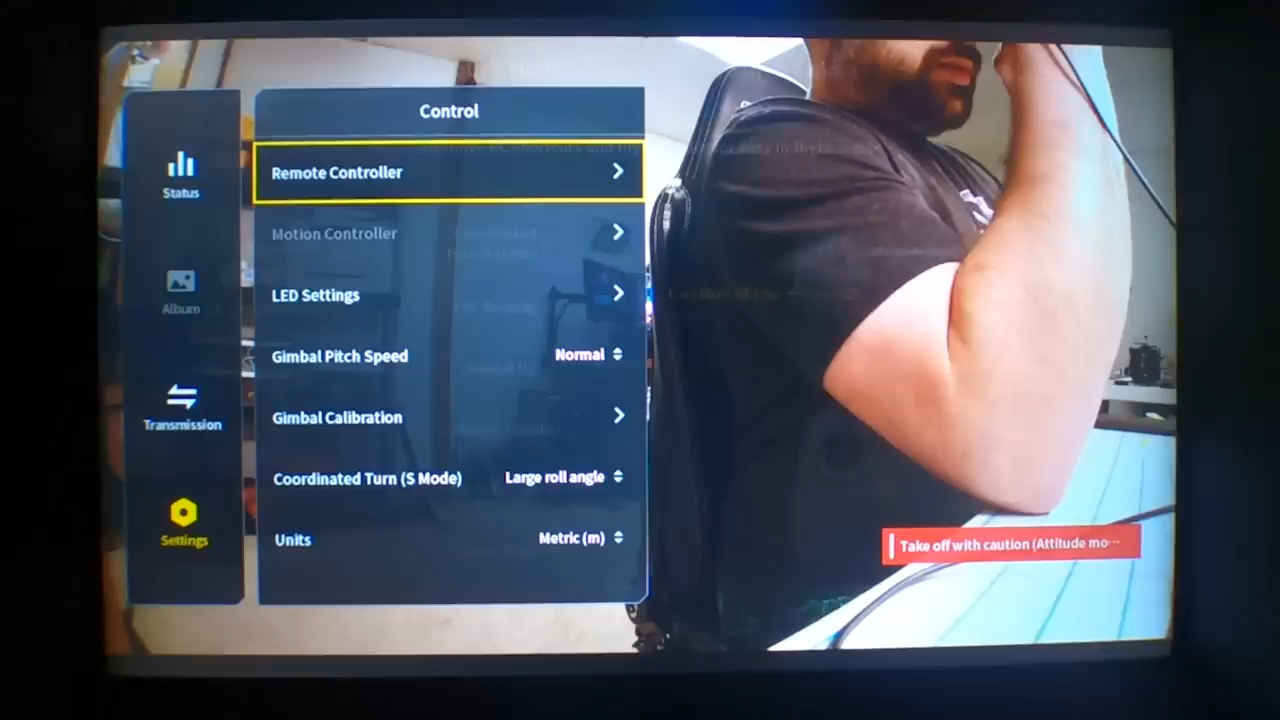 Control
Status
Remote Controller
Motion Controller
Album
LED Settings
Gimbal Pitch Speed Normal
Transmission
Gimbal Calibration
Coordinated Turn (S Mode) Large roll angle
Settings
Units Metric (m)
Take off with caution (Attitude mo···